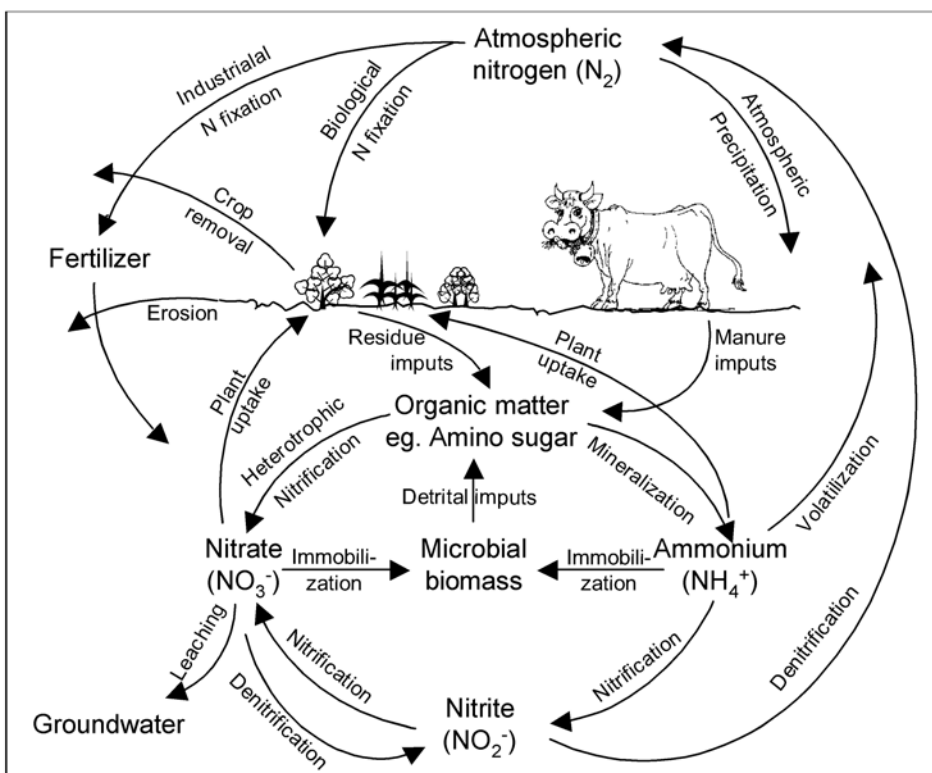 Atmospheric
nitrogen (N₂)
Industrialal
N fixation
Biological
N fixation
Atmospheric
Precipitation
Crop
removal
Fertilizer
Erosion
Residue
imputs
Plant
uptake
Manure
imputs
Plant
uptake
Organic matter
eg. Amino sugar
Heterotrophic
Nitrification
Mineralization
Detrital imputs
Volatilization
Nitrate
(NO₃⁻)
Immobili-
zation
Microbial
biomass
Immobili-
zation
Ammonium
(NH₄⁺)
Leaching
Nitrification
Nitrification
Denitrification
Denitrification
Groundwater
Nitrite
(NO₂⁻)